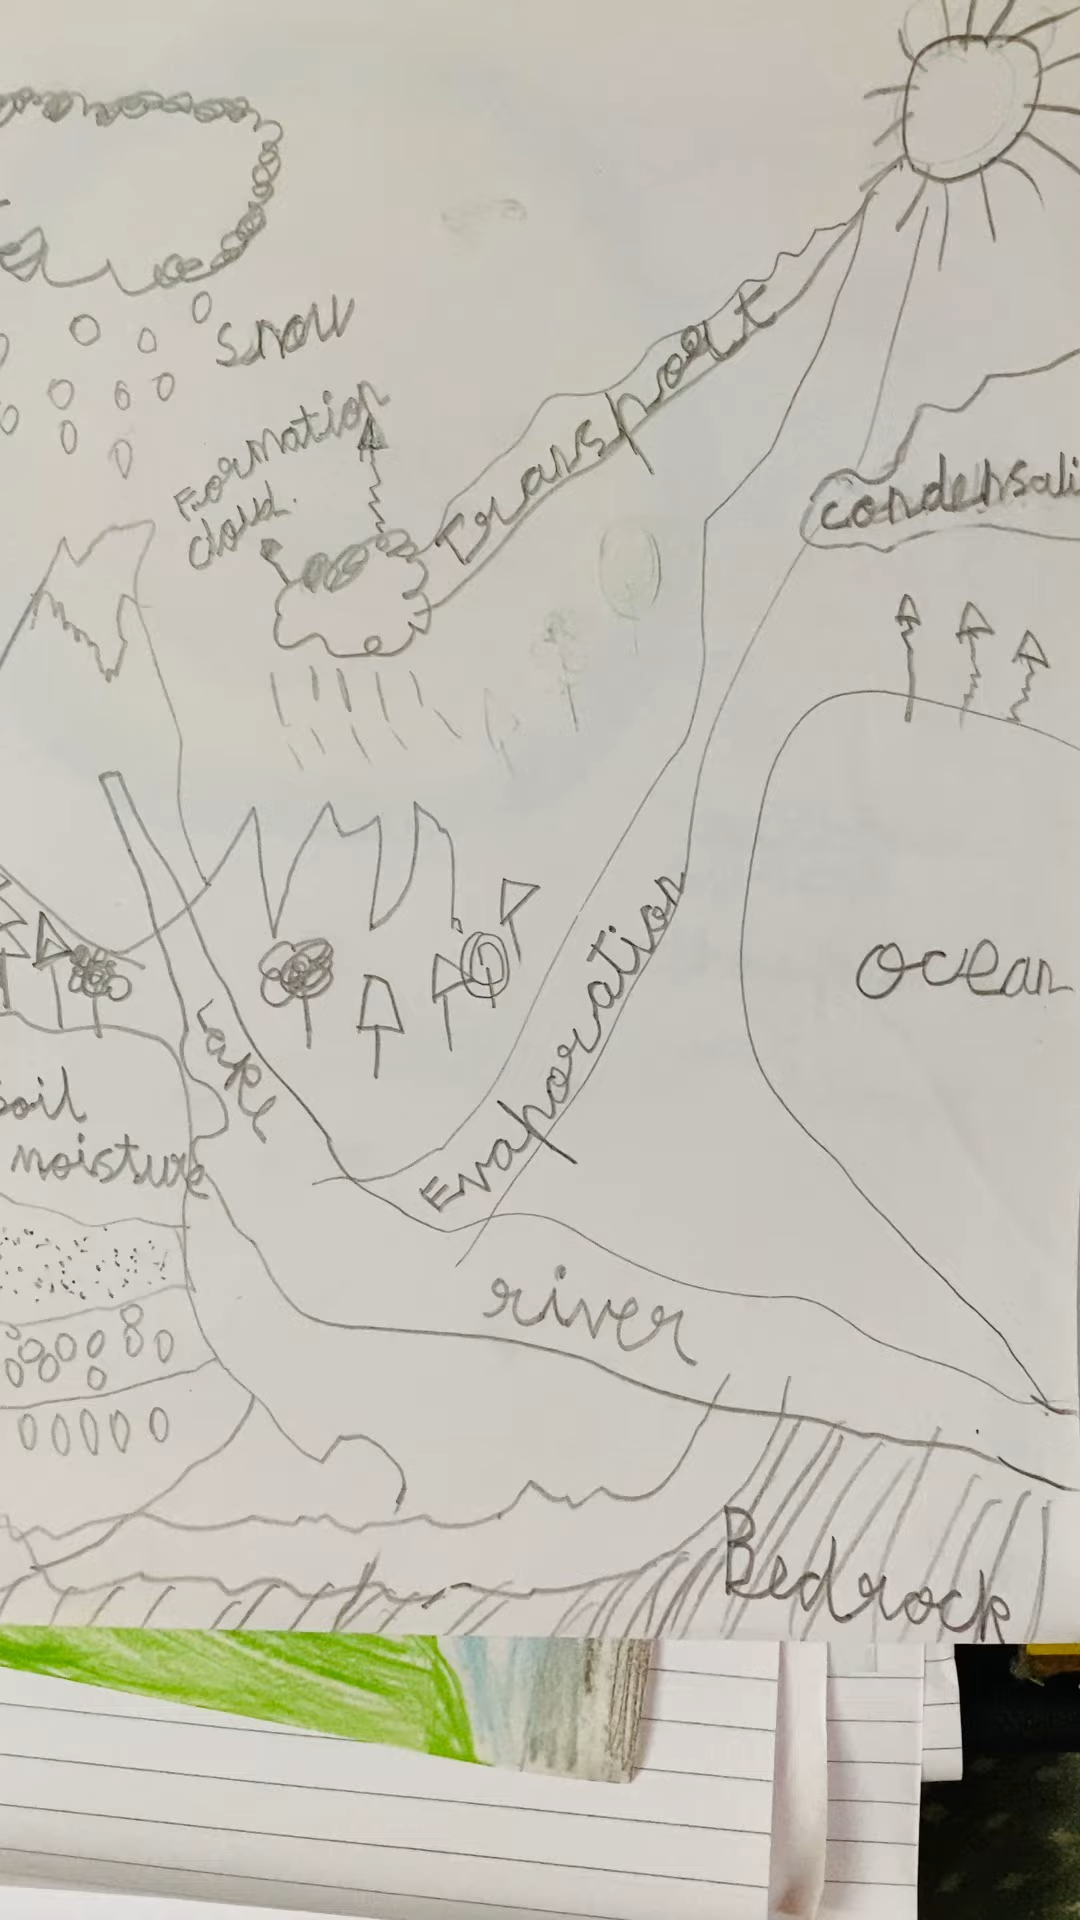 Snow
Formation
cloud.
Transport
condensati
ocean
Lake
Evaporation
soil
moisture
river
Bedrock